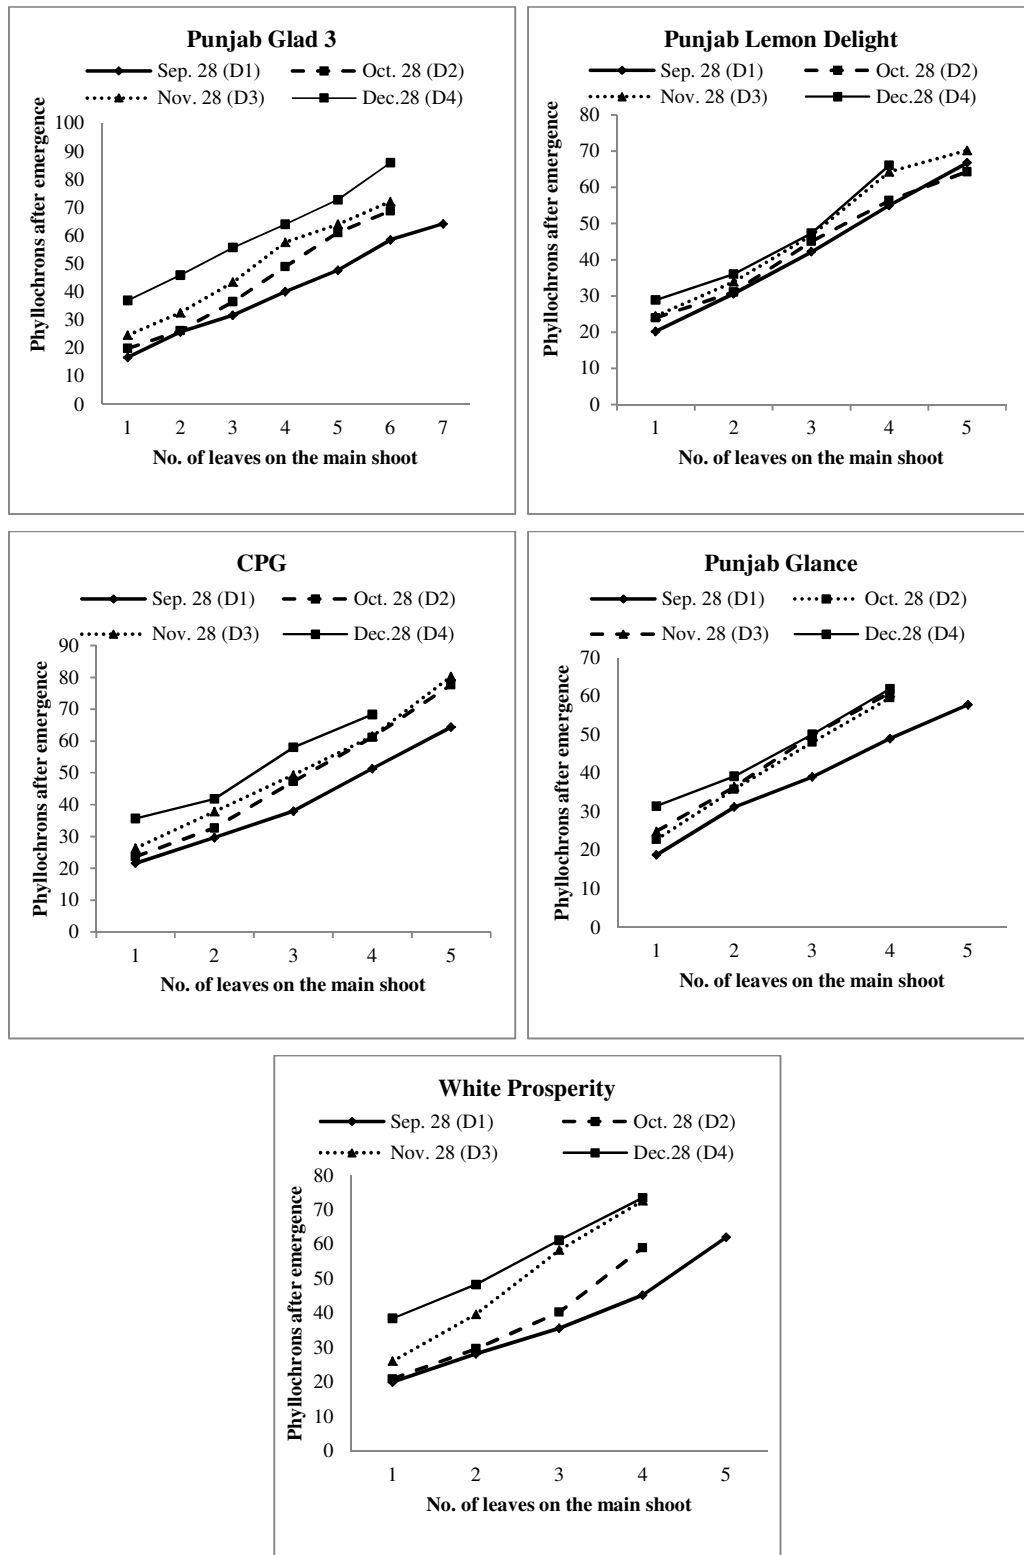 Punjab Glad 3
Sep. 28 (D1) Oct. 28 (D2)
Nov. 28 (D3) Dec.28 (D4)
Phyllochrons after emergence
100
90
80
70
60
50
40
30
20
10
0
1 2 3 4 5 6 7
No. of leaves on the main shoot
Punjab Lemon Delight
Sep. 28 (D1) Oct. 28 (D2)
Nov. 28 (D3) Dec.28 (D4)
Phyllochrons after emergence
80
70
60
50
40
30
20
10
0
1 2 3 4 5
No. of leaves on the main shoot
CPG
Sep. 28 (D1) Oct. 28 (D2)
Nov. 28 (D3) Dec.28 (D4)
Phyllochrons after emergence
90
80
70
60
50
40
30
20
10
0
1 2 3 4 5
No. of leaves on the main shoot
Punjab Glance
Sep. 28 (D1) Oct. 28 (D2)
Nov. 28 (D3) Dec.28 (D4)
Phyllochrons after emergence
70
60
50
40
30
20
10
0
1 2 3 4 5
No. of leaves on the main shoot
White Prosperity
Sep. 28 (D1) Oct. 28 (D2)
Nov. 28 (D3) Dec.28 (D4)
Phyllochrons after emergence
80
70
60
50
40
30
20
10
0
1 2 3 4 5
No. of leaves on the main shoot